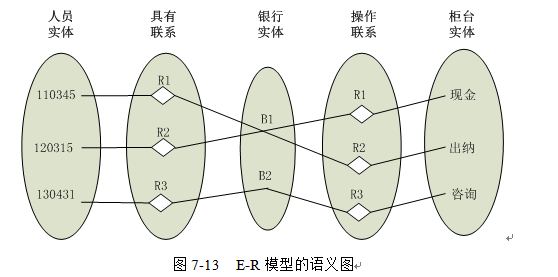 人员 具有 银行 操作 柜台
实体 联系 实体 联系 实体
R1
110345
R1
现金
B1
R2
120315
R2
出纳
B2
R3
130431
R3
咨询
图 7-13 E-R 模型的语义图